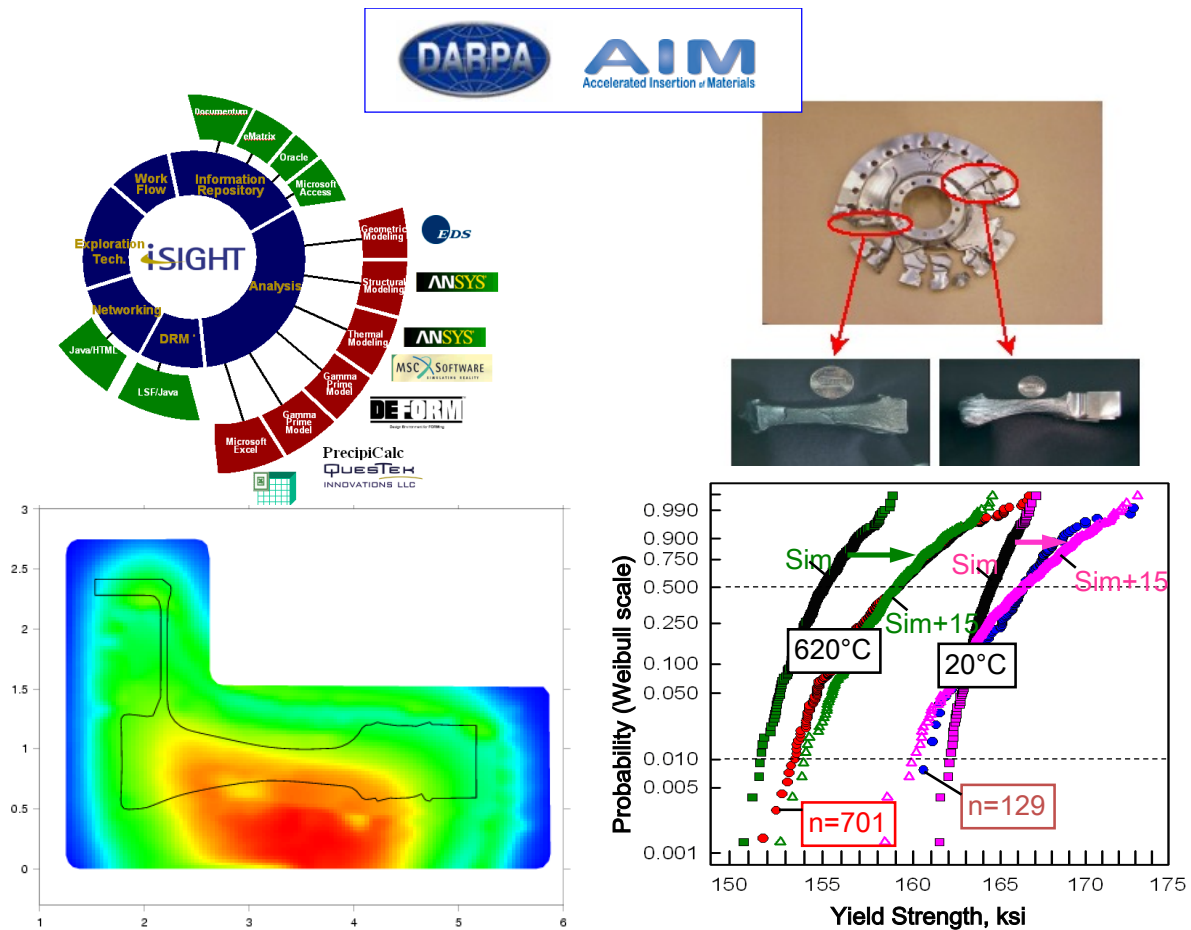 DARPA
AIM
Accelerated Insertion of Materials
Documentum
eMatrix
Oracle
Microsoft
Access
Work
Flow
Information
Repository
Exploration
Tech.
iSIGHT
Analysis
Networking
DRM
Java/HTML
LSF/Java
Geometric
Modeling
Structural
Modeling
Thermal
Modeling
Gamma
Prime
Model
Gamma
Prime
Model
Microsoft
Excel
EDS
ANSYS
ANSYS
MSC SOFTWARE
SIMULATING REALITY
DEFORM
PrecipiCalc
QUESTEK
INNOVATIONS LLC
3
2.5
2
1.5
1
0.5
0
1
2
3
4
5
6
Probability (Weibull scale)
0.990
0.900
0.750
0.500
0.250
0.100
0.050
0.010
0.005
0.001
Sim
Sim
Sim+15
Sim+15
620°C
20°C
n=701
n=129
150
155
160
165
170
175
Yield Strength, ksi